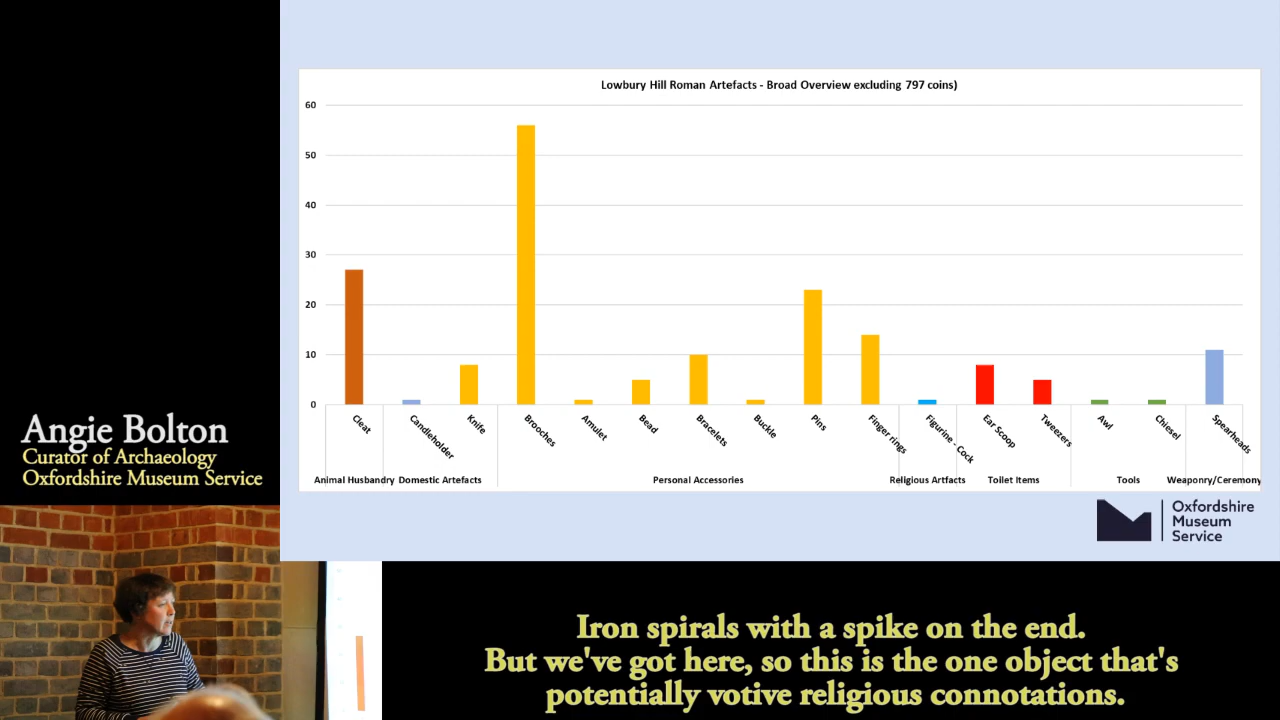 Lowbury Hill Roman Artefacts - Broad Overview excluding 797 coins)
60
50
40
30
20
10
0
Cleat
Candleholder
Knife
Brooches
Amulet
Bead
Bracelets
Buckle
Pins
Finger rings
Figurine - Cock
Ear Scoop
Tweezers
Awl
Chiesel
Spearheads
Animal Husbandry
Domestic Artefacts
Personal Accessories
Religious Artfacts
Toilet Items
Tools
Weaponry/Ceremony
Oxfordshire
Museum
Service
Angie Bolton
Curator of Archaeology
Oxfordshire Museum Service
Iron spirals with a spike on the end.
But we've got here, so this is the one object that's
potentially votive religious connotations.